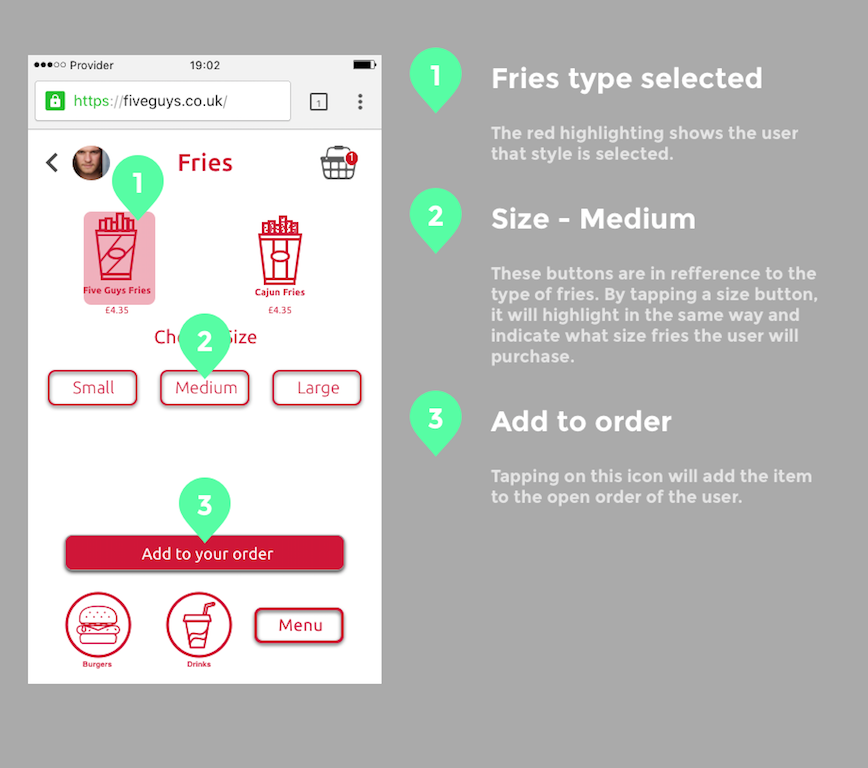 Provider 19:02
https://fiveguys.co.uk/ 1
Fries 1
1
Five Guys Fries Cajun Fries
£4.35 £4.35
2
Small Medium Large
3
Add to your order
Menu
Burgers Drinks
1 Fries type selected
The red highlighting shows the user
that style is selected.
2 Size - Medium
These buttons are in refference to the
type of fries. By tapping a size button,
it will highlight in the same way and
indicate what size fries the user will
purchase.
3 Add to order
Tapping on this icon will add the item
to the open order of the user.